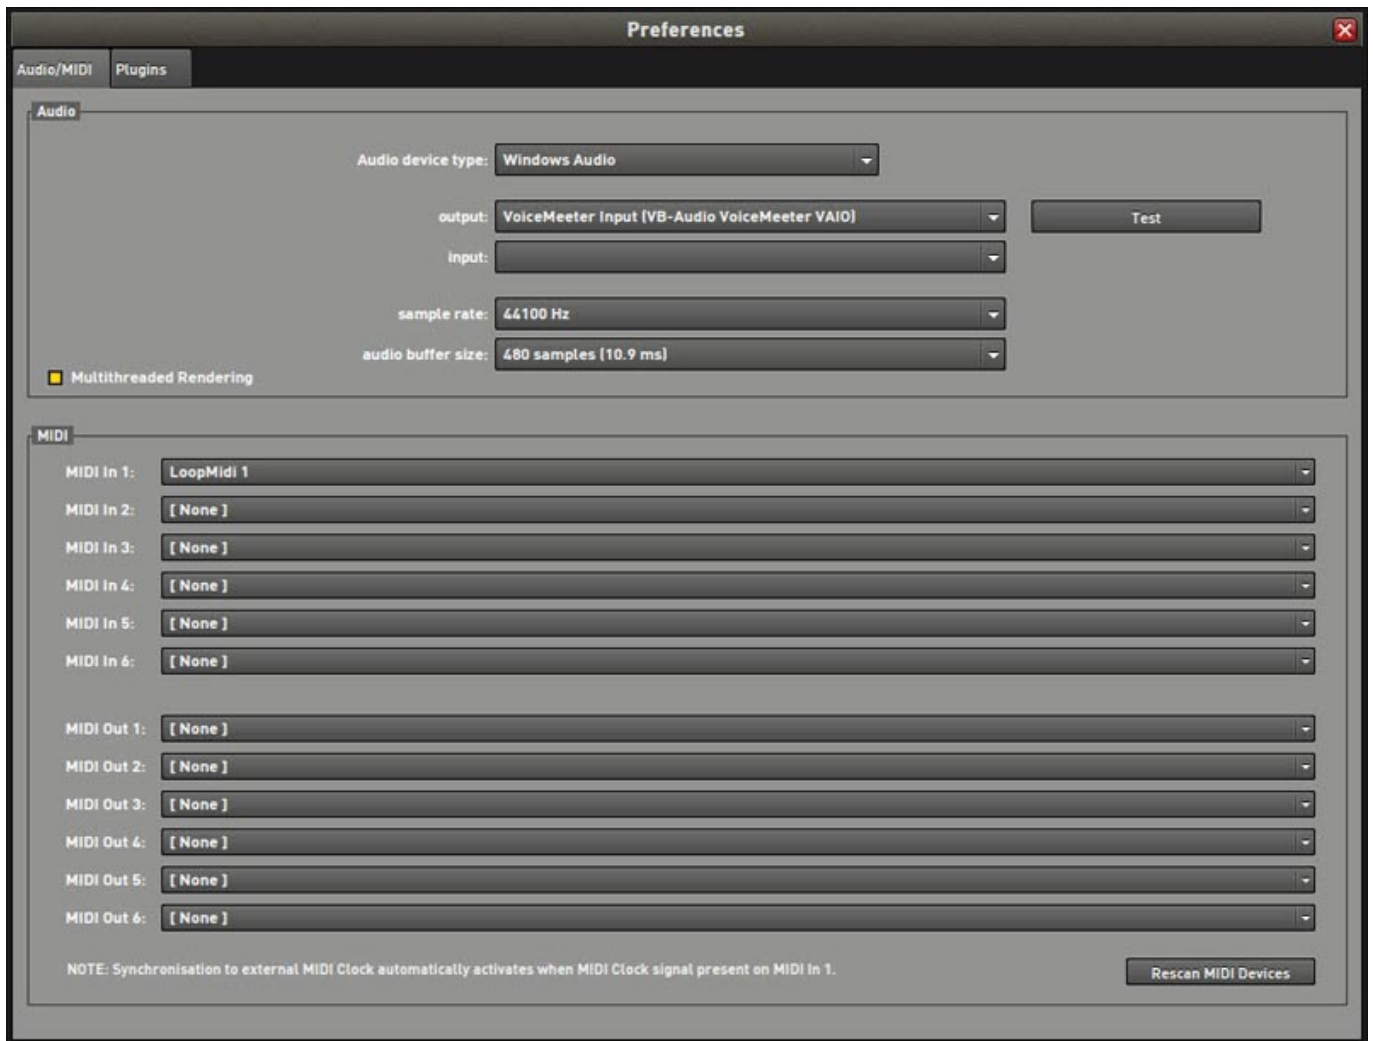 Preferences
Audio/MIDI Plugins
Audio
Audio device type: Windows Audio
output: VoiceMeeter Input (VB-Audio VoiceMeeter VAIO) Test
input:
sample rate: 44100 Hz
audio buffer size: 480 samples (10.9 ms)
Multithreaded Rendering
MIDI
MIDI In 1: LoopMidi 1
MIDI In 2: [ None ]
MIDI In 3: [ None ]
MIDI In 4: [ None ]
MIDI In 5: [ None ]
MIDI In 6: [ None ]
MIDI Out 1: [ None ]
MIDI Out 2: [ None ]
MIDI Out 3: [ None ]
MIDI Out 4: [ None ]
MIDI Out 5: [ None ]
MIDI Out 6: [ None ]
NOTE: Synchronisation to external MIDI Clock automatically activates when MIDI Clock signal present on MIDI In 1. Rescan MIDI Devices